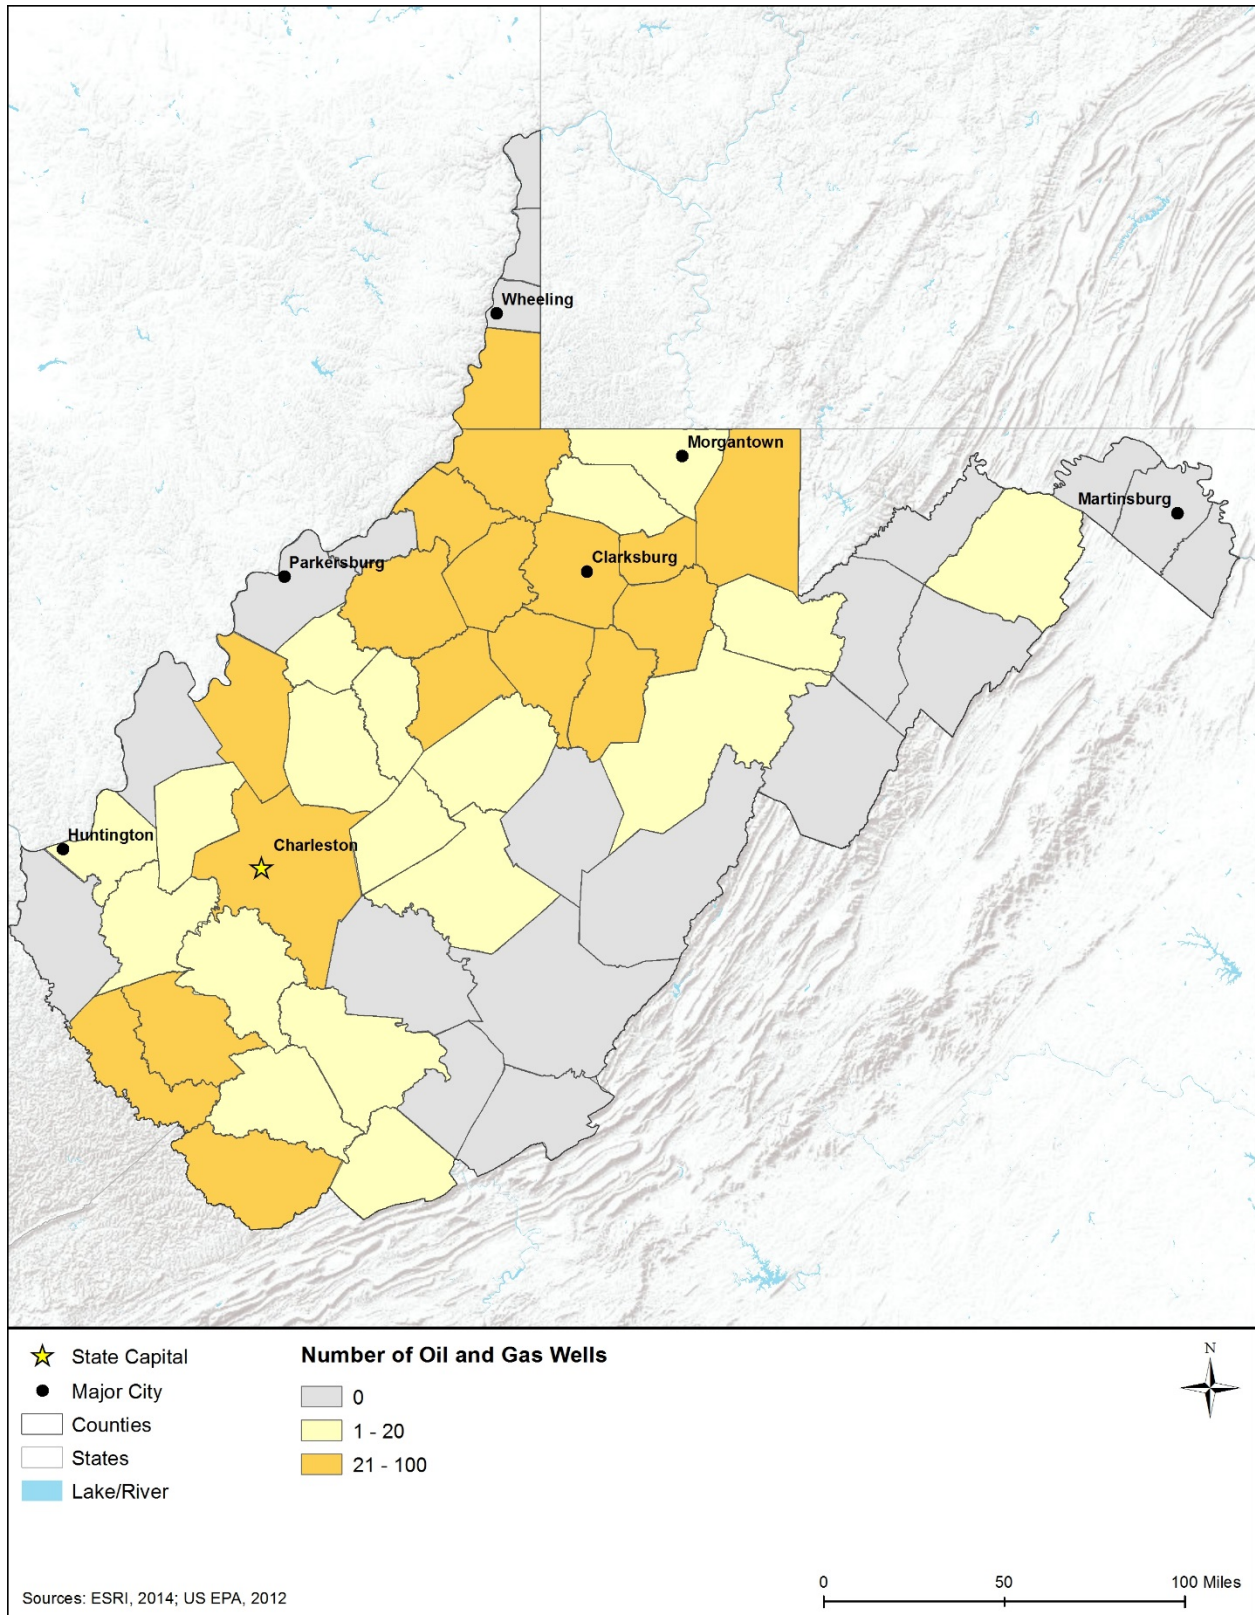 Wheeling
Morgantown
Martinsburg
Clarksburg
Parkersburg
Huntington
Charleston
State Capital
Major City
Counties
States
Lake/River
Number of Oil and Gas Wells
0
1 - 20
21 - 100
N
Sources: ESRI, 2014; US EPA, 2012
0 50 100 Miles